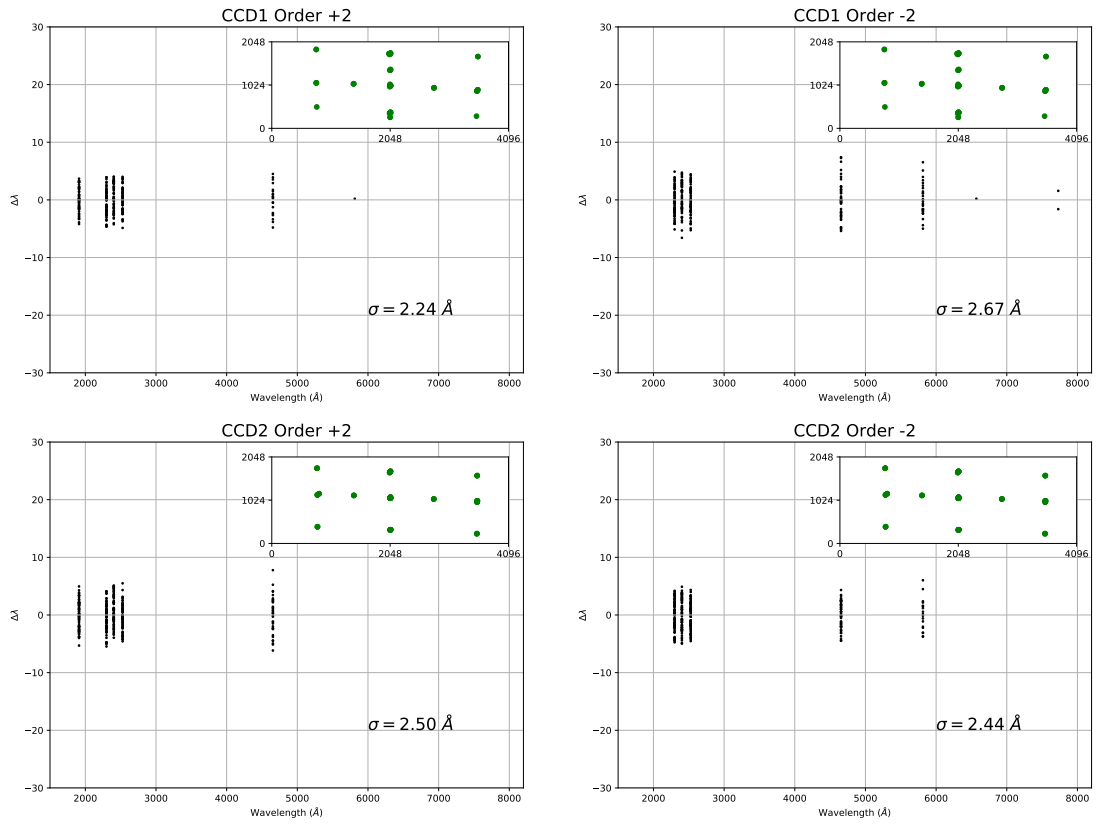 CCD1 Order +2
30
20
10
0
−10
−20
−30
Δλ
2048
1024
0
0 2048 4096
σ = 2.24 Å
2000 3000 4000 5000 6000 7000 8000
Wavelength (Å)
CCD1 Order -2
30
20
10
0
−10
−20
−30
Δλ
2048
1024
0
0 2048 4096
σ = 2.67 Å
2000 3000 4000 5000 6000 7000 8000
Wavelength (Å)
CCD2 Order +2
30
20
10
0
−10
−20
−30
Δλ
2048
1024
0
0 2048 4096
σ = 2.50 Å
2000 3000 4000 5000 6000 7000 8000
Wavelength (Å)
CCD2 Order -2
30
20
10
0
−10
−20
−30
Δλ
2048
1024
0
0 2048 4096
σ = 2.44 Å
2000 3000 4000 5000 6000 7000 8000
Wavelength (Å)